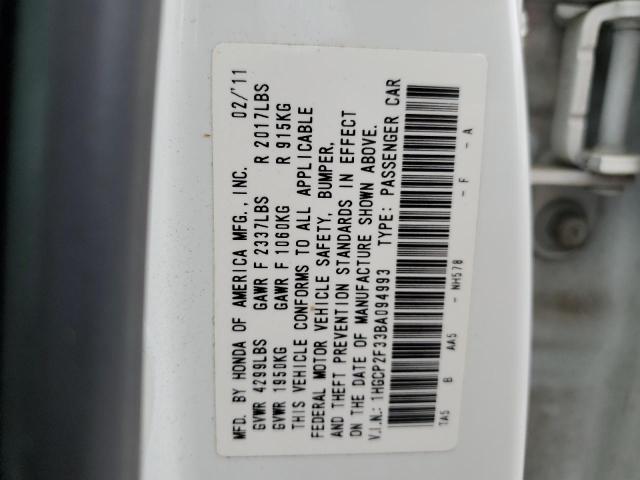 MFD. BY HONDA OF AMERICA MFG., INC. 02/'11
GVWR 4299LBS GAWR F 2337LBS R 2017LBS
GVWR 1950KG GAWR F 1060KG R 915KG
THIS VEHICLE CONFORMS TO ALL APPLICABLE
FEDERAL MOTOR VEHICLE SAFETY, BUMPER,
AND THEFT PREVENTION STANDARDS IN EFFECT
ON THE DATE OF MANUFACTURE SHOWN ABOVE.
V.I.N.: 1HGCP2F33BA094993 TYPE: PASSENGER CAR
TA5 B AA5 - NH578 - F - A